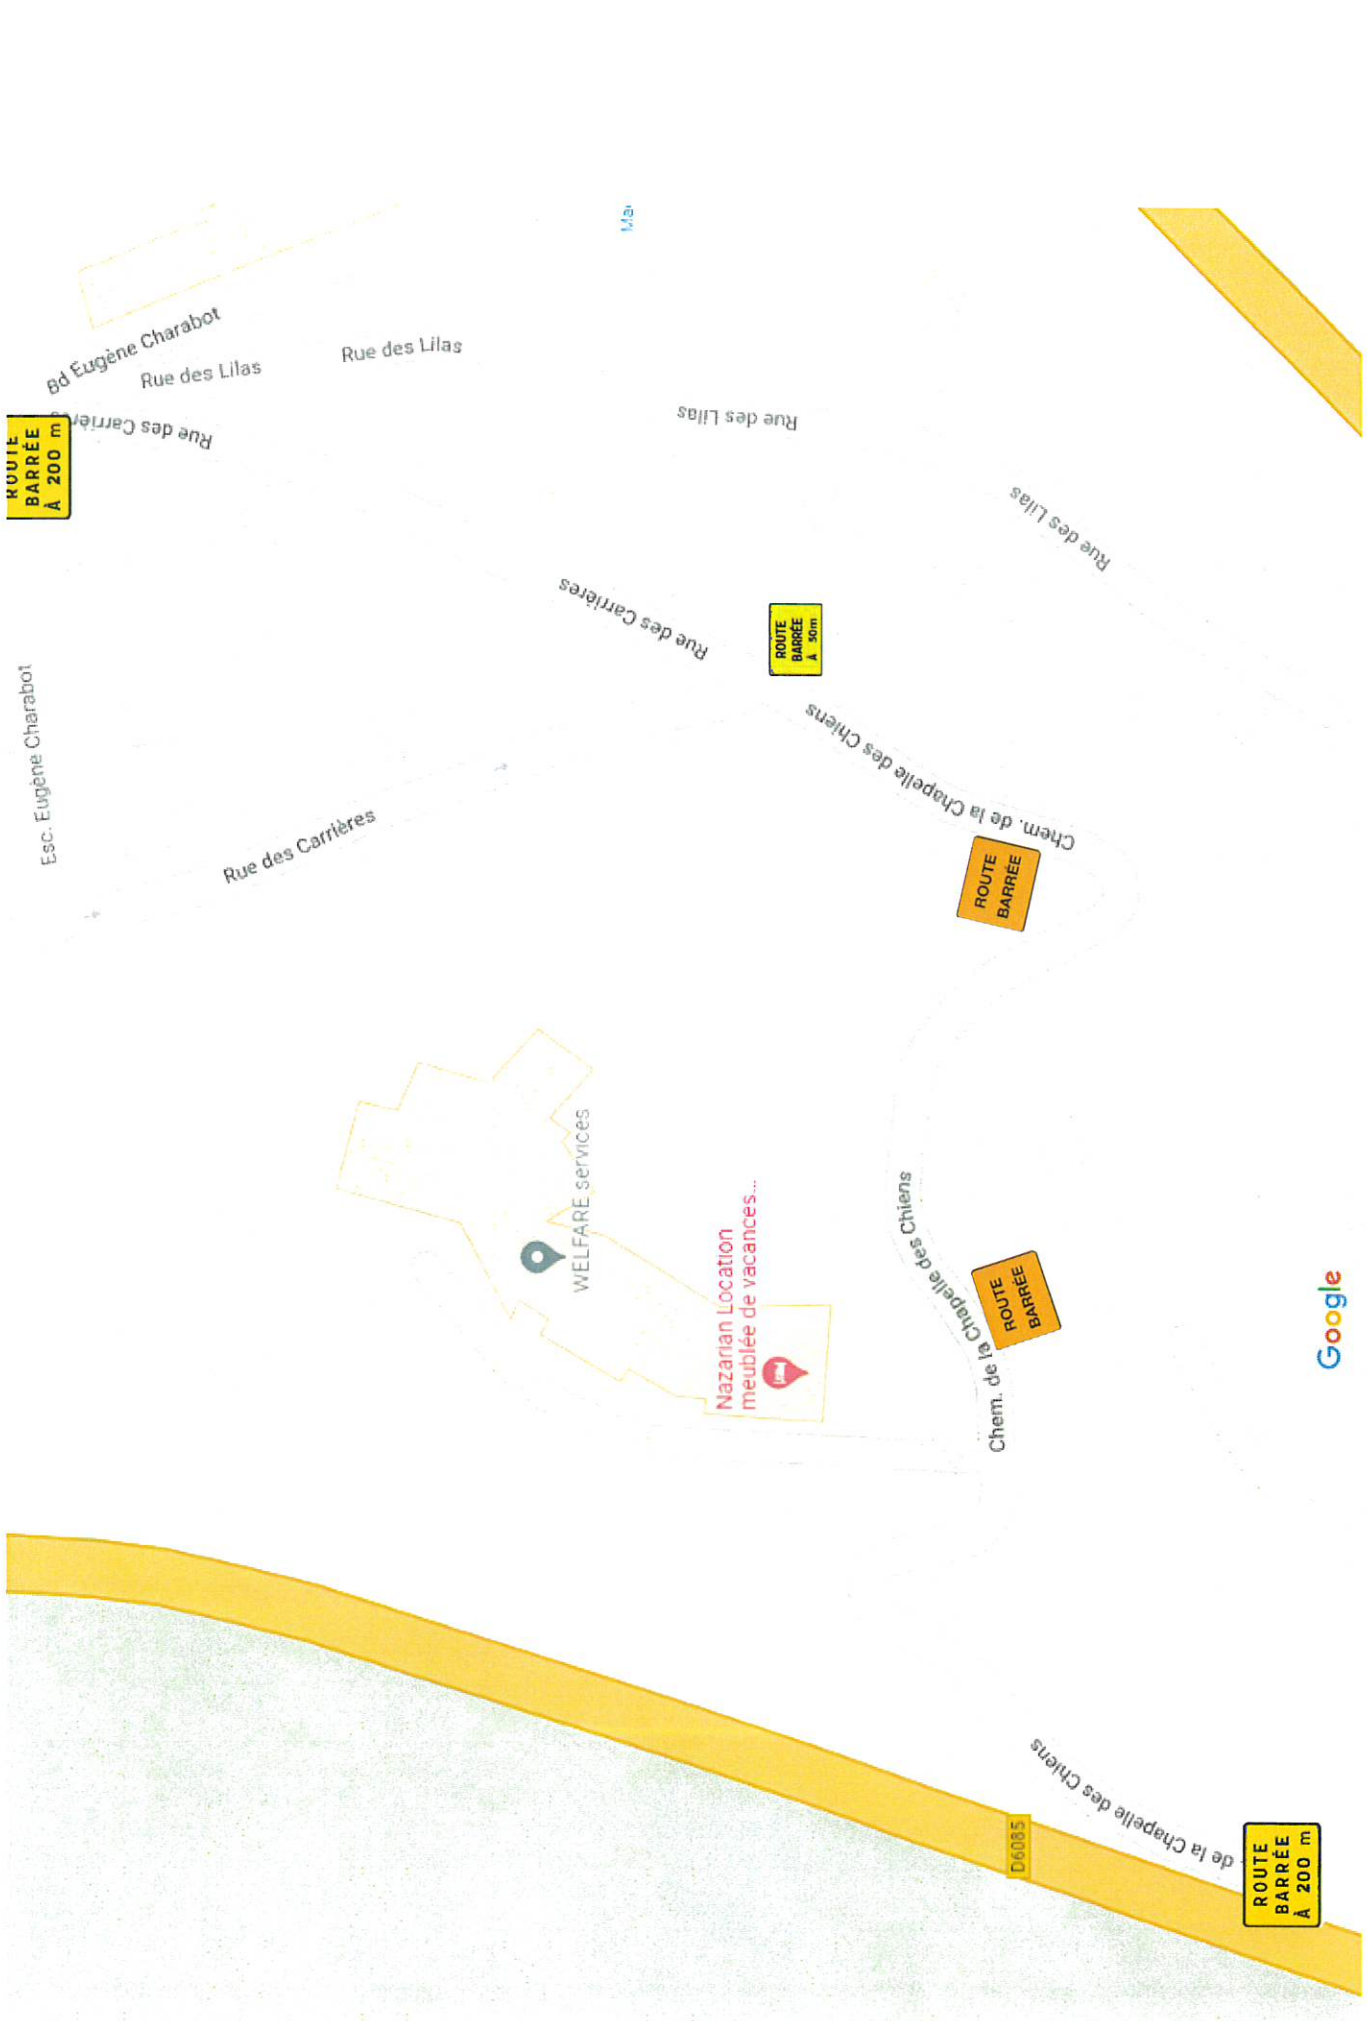 Ma
Bd Eugène Charabot
Rue des Lilas
Rue des Lilas
Rue des Carrières
Rue des Lilas
ROUTE
BARRÉE
À 200 m
Rue des Lilas
Rue des Carrières
ROUTE
BARRÉE
À 50m
Esc. Eugène Charabot
Chem. de la Chapelle des Chiens
Rue des Carrières
ROUTE
BARRÉE
WELFARE services
Nazarian Location
meublée de vacances...
Chem. de la Chapelle des Chiens
ROUTE
BARRÉE
Google
de la Chapelle des Chiens
D6085
ROUTE
BARRÉE
À 200 m